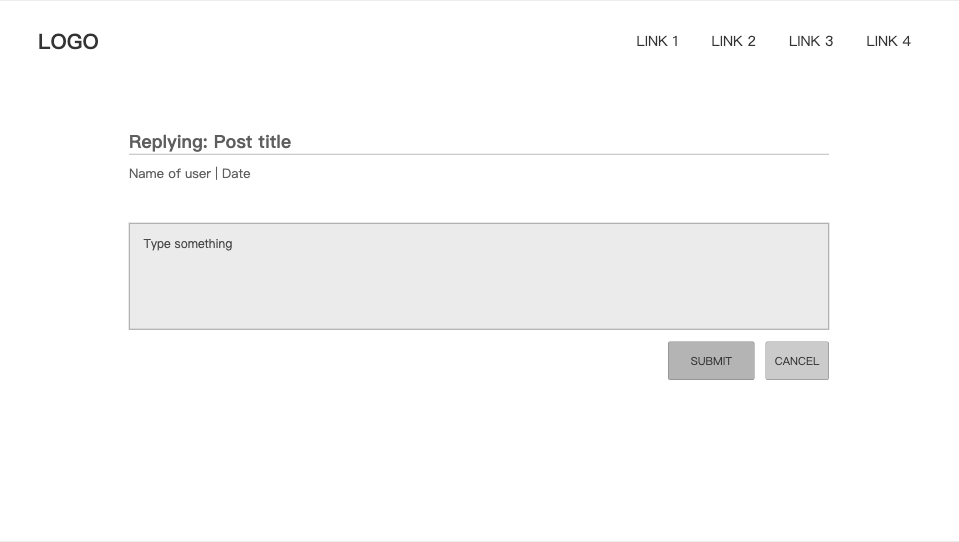 LOGO LINK 1 LINK 2 LINK 3 LINK 4
Replying: Post title
Name of user | Date
Type something
SUBMIT CANCEL